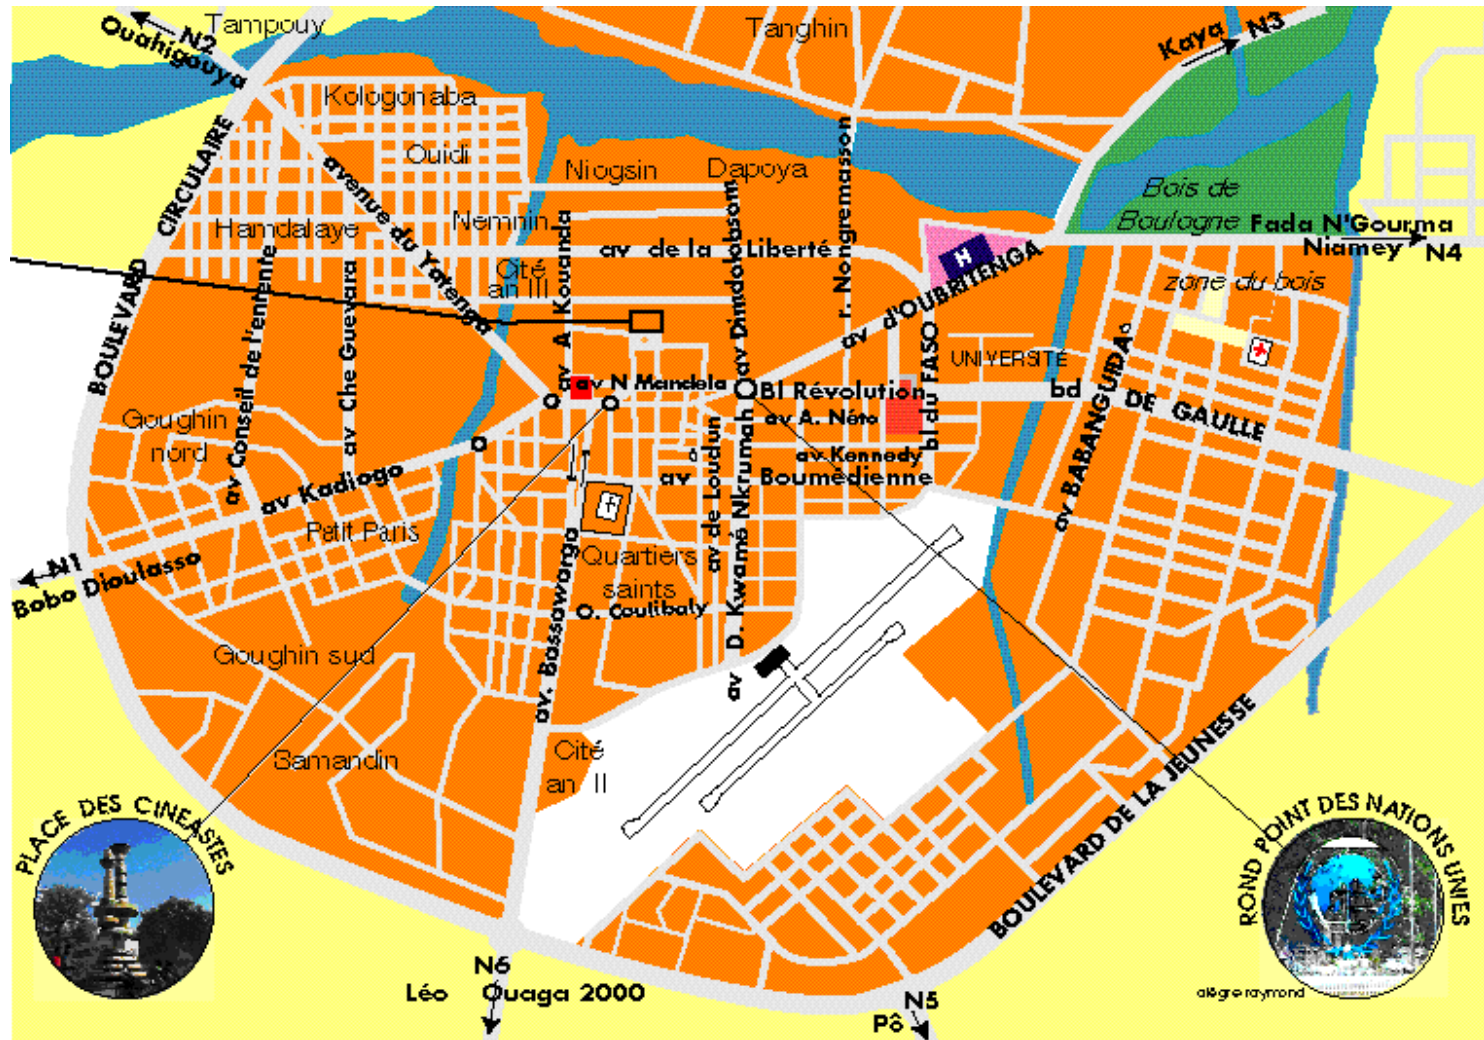 Tampouy
N2
Ouahigouya
Tanghin
Kaya
N3
Kologonaba
BOULEVARD CIRCULAIRE
Ouidi
avenue du Yatenga
Niogsin
Dapoya
r. Nongremasson
Bois de
Boulogne
Hamdalaye
Nemnin
av de la Liberté
Fada N'Gourma
Niamey
N4
Cité
an III
av A Kouanda
av Dimdolobsom
H
av d'OUBRITENGA
zone du bois
av Conseil de l'entente
av Che Guevara
UNIVERSITÉ
av N Mandela
Bl Révolution
bd DE GAULLE
av A. Néto
bl du FASO
av BABANGUIDA
Goughin
nord
av Kennedy
av Boumédienne
av Kadiogo
av de Loudun
av D. Kwamé Nkrumah
Patit Paris
N1
Bobo Dioulasso
av. Bassawarga
Quartiers
saints
O. Coulibaly
Goughin sud
Samandin
Cité
an II
BOULEVARD DE LA JEUNESSE
PLACE DES CINEASTES
ROND POINT DES NATIONS UNIES
N6
Léo Ouaga 2000
N5
Pô
alègre raymond